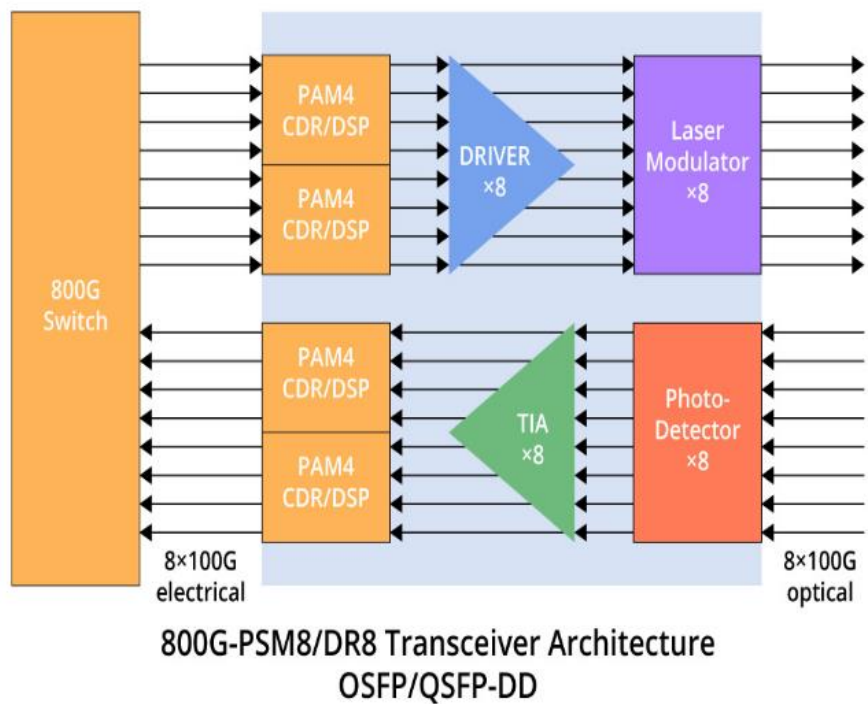 800G
Switch
PAM4
CDR/DSP
PAM4
CDR/DSP
DRIVER
×8
Laser
Modulator
×8
PAM4
CDR/DSP
PAM4
CDR/DSP
TIA
×8
Photo-
Detector
×8
8×100G
electrical
8×100G
optical
800G-PSM8/DR8 Transceiver Architecture
OSFP/QSFP-DD